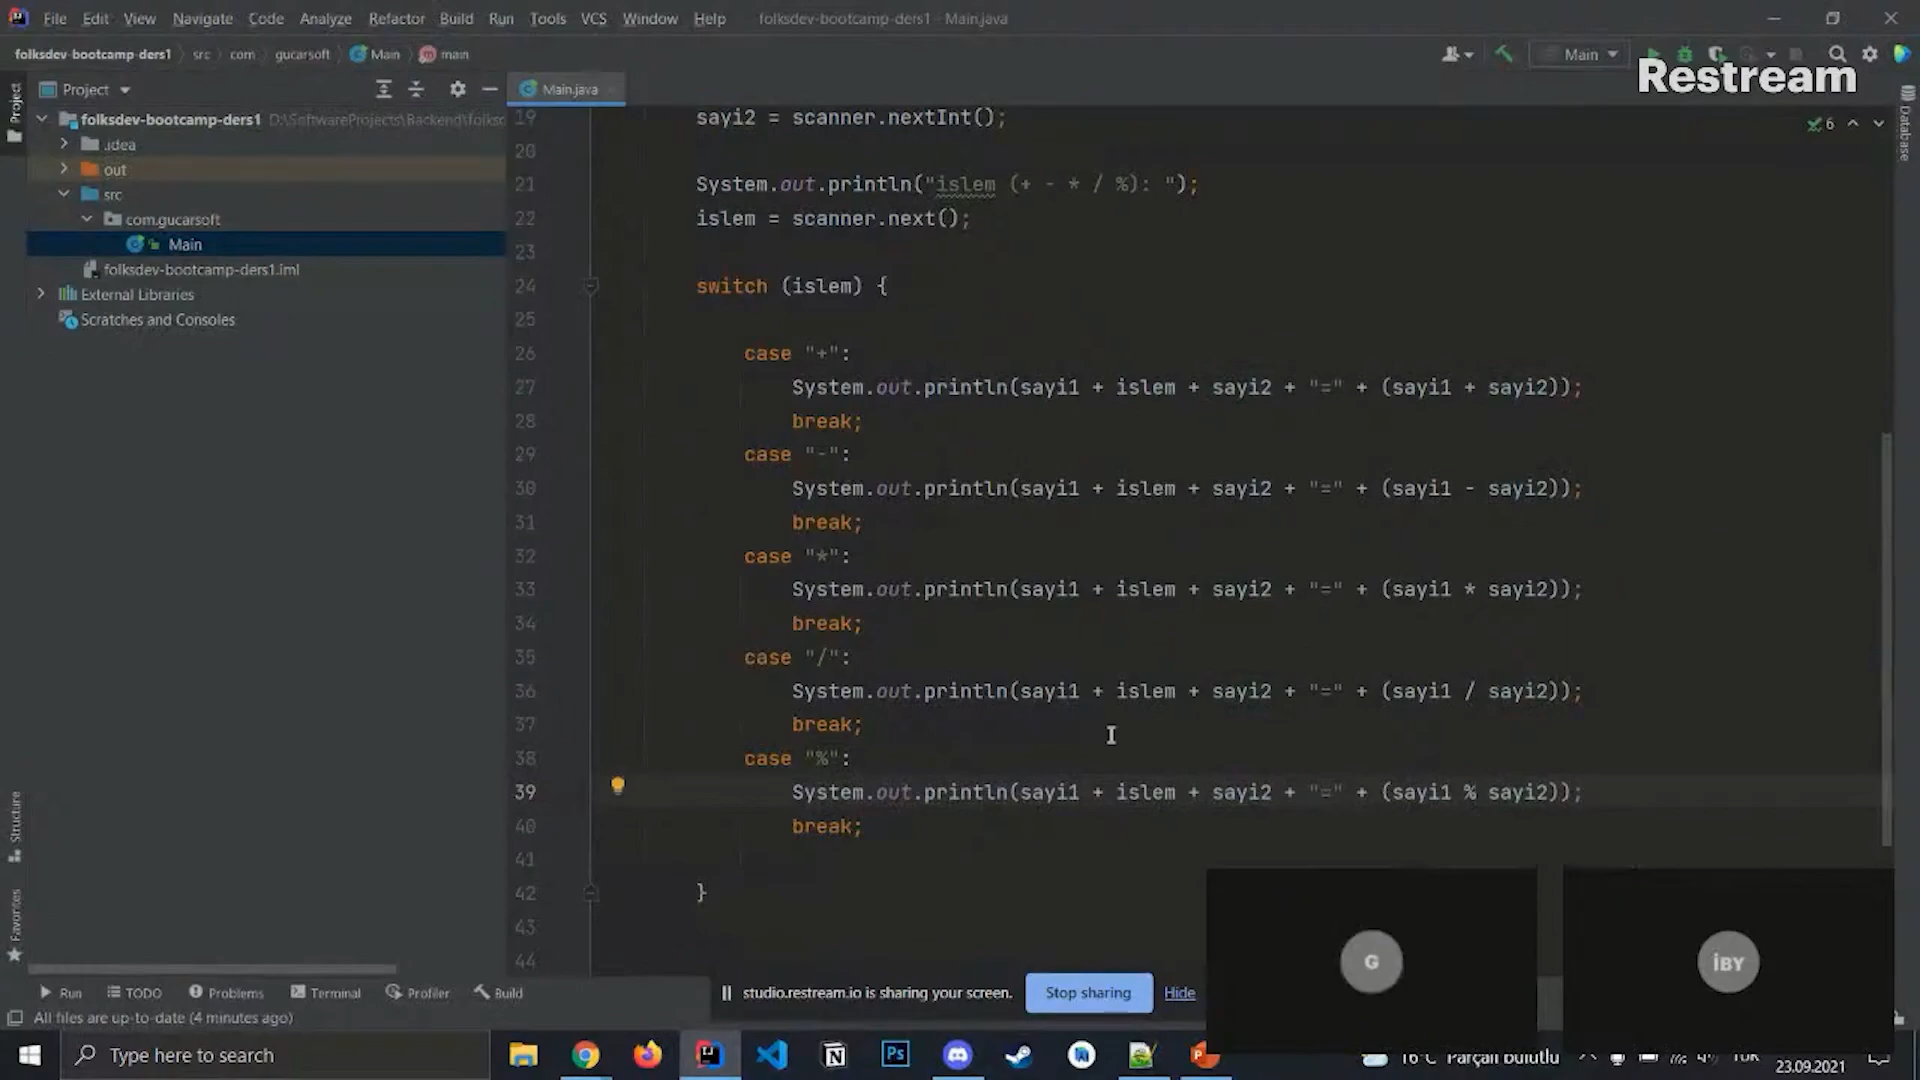 File Edit View Navigate Code Analyze Refactor Build Run Tools VCS Window Help folksdev-bootcamp-ders1 - Main.java
folksdev-bootcamp-ders1 src com gucarsoft Main main
Main
Restream
Project
Main.java
Project
folksdev-bootcamp-ders1 D:\SoftwareProjects\Backend\folksc
.idea
out
src
com.gucarsoft
Main
folksdev-bootcamp-ders1.iml
External Libraries
Scratches and Consoles
6
Database
19 sayi2 = scanner.nextInt();
20
21 System.out.println("islem (+ - * / %): ");
22 islem = scanner.next();
23
24 switch (islem) {
25
26 case "+":
27 System.out.println(sayi1 + islem + sayi2 + "=" + (sayi1 + sayi2));
28 break;
29 case "-":
30 System.out.println(sayi1 + islem + sayi2 + "=" + (sayi1 - sayi2));
31 break;
32 case "*":
33 System.out.println(sayi1 + islem + sayi2 + "=" + (sayi1 * sayi2));
34 break;
35 case "/":
36 System.out.println(sayi1 + islem + sayi2 + "=" + (sayi1 / sayi2));
37 break;
38 case "%":
39 System.out.println(sayi1 + islem + sayi2 + "=" + (sayi1 % sayi2));
40 break;
41
42 }
43
44
Structure
Favorites
G
İBY
Run TODO Problems Terminal Profiler Build
studio.restream.io is sharing your screen. Stop sharing Hide
All files are up-to-date (4 minutes ago)
Type here to search
Ps
16°C Parçalı bulutlu
TUR
23.09.2021